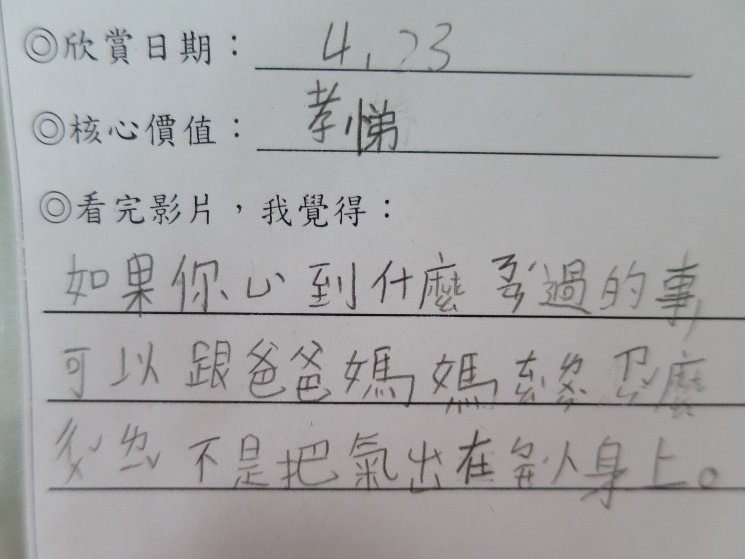 ◎欣賞日期： 4.23
◎核心價值： 孝悌
◎看完影片，我覺得：
如果你 到什麼 過的事,
可以跟爸爸媽媽 麼
不是把氣出在 人身上。